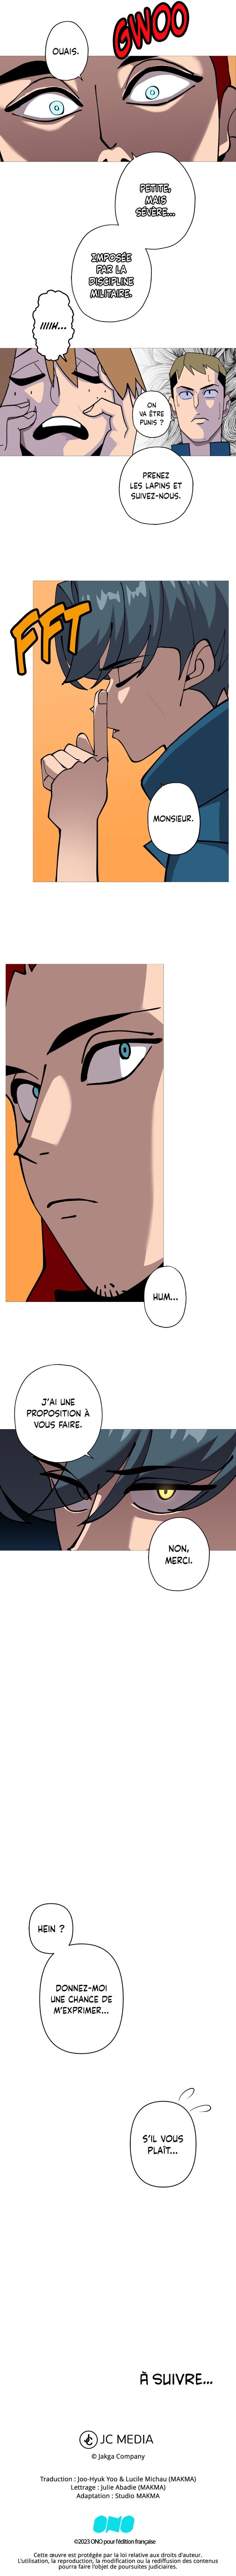 GWOO
OUAIS.
PETITE,
MAIS
SÉVÈRE...
IMPOSÉE
PAR LA
DISCIPLINE
MILITAIRE.
IIIIH...
ON
VA ÊTRE
PUNIS ?
PRENEZ
LES LAPINS ET
SUIVEZ-NOUS.
FFT
MONSIEUR.
HUM...
J'AI UNE
PROPOSITION À
VOUS FAIRE.
NON,
MERCI.
HEIN ?
DONNEZ-MOI
UNE CHANCE DE
M'EXPRIMER...
S'IL VOUS
PLAÎT...
À SUIVRE...
JC MEDIA
© Jakga Company
Traduction : Joo-Hyuk Yoo & Lucile Michau (MAKMA)
Lettrage : Julie Abadie (MAKMA)
Adaptation : Studio MAKMA
ONO
©2023 ONO pour l'édition française
Cette œuvre est protégée par la loi relative aux droits d'auteur.
L'utilisation, la reproduction, la modification ou la rediffusion des contenus
pourra faire l'objet de poursuites judiciaires.